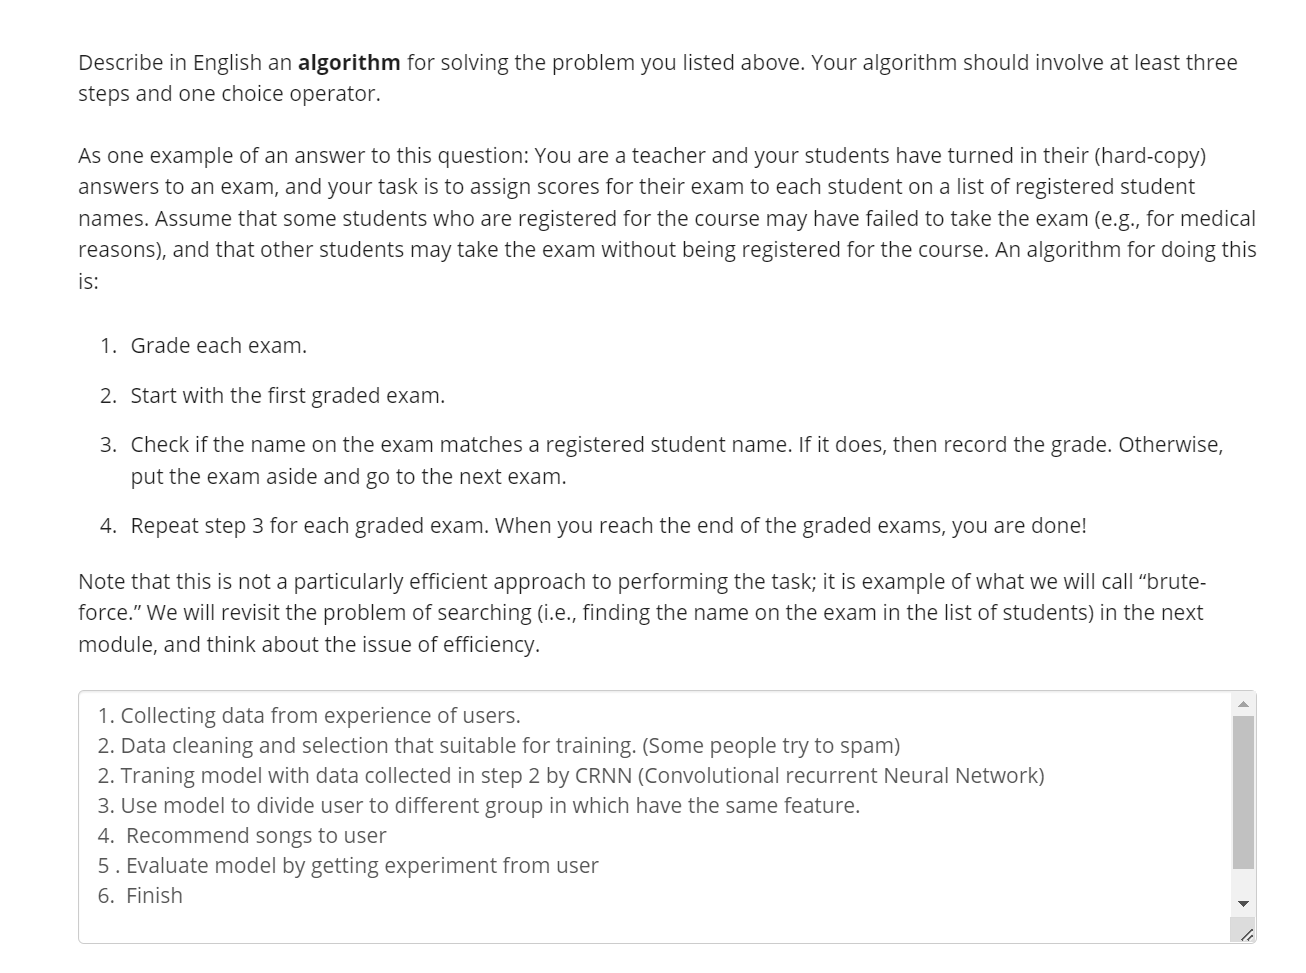 Describe in English an algorithm for solving the problem you listed above. Your algorithm should involve at least three
steps and one choice operator.
As one example of an answer to this question: You are a teacher and your students have turned in their (hard-copy)
answers to an exam, and your task is to assign scores for their exam to each student on a list of registered student
names. Assume that some students who are registered for the course may have failed to take the exam (e.g., for medical
reasons), and that other students may take the exam without being registered for the course. An algorithm for doing this
is:
1. Grade each exam.
2. Start with the first graded exam.
3. Check if the name on the exam matches a registered student name. If it does, then record the grade. Otherwise,
put the exam aside and go to the next exam.
4. Repeat step 3 for each graded exam. When you reach the end of the graded exams, you are done!
Note that this is not a particularly efficient approach to performing the task; it is example of what we will call “brute-
force.” We will revisit the problem of searching (i.e., finding the name on the exam in the list of students) in the next
module, and think about the issue of efficiency.
1. Collecting data from experience of users.
2. Data cleaning and selection that suitable for training. (Some people try to spam)
2. Traning model with data collected in step 2 by CRNN (Convolutional recurrent Neural Network)
3. Use model to divide user to different group in which have the same feature.
4. Recommend songs to user
5 . Evaluate model by getting experiment from user
6. Finish